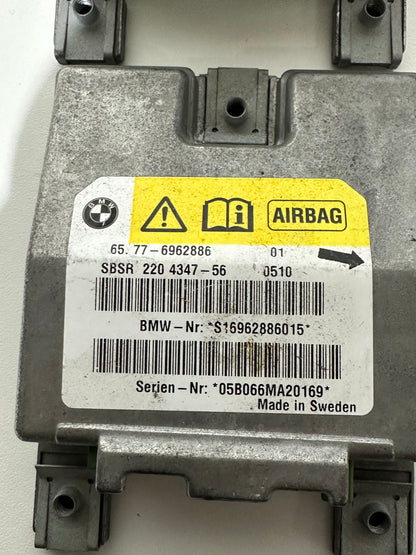 BMW
AIRBAG
65. 77-6962886 01
SBSR 220 4347-56 0510
BMW-Nr: *S16962886015*
Serien-Nr: *05B066MA20169*
Made in Sweden